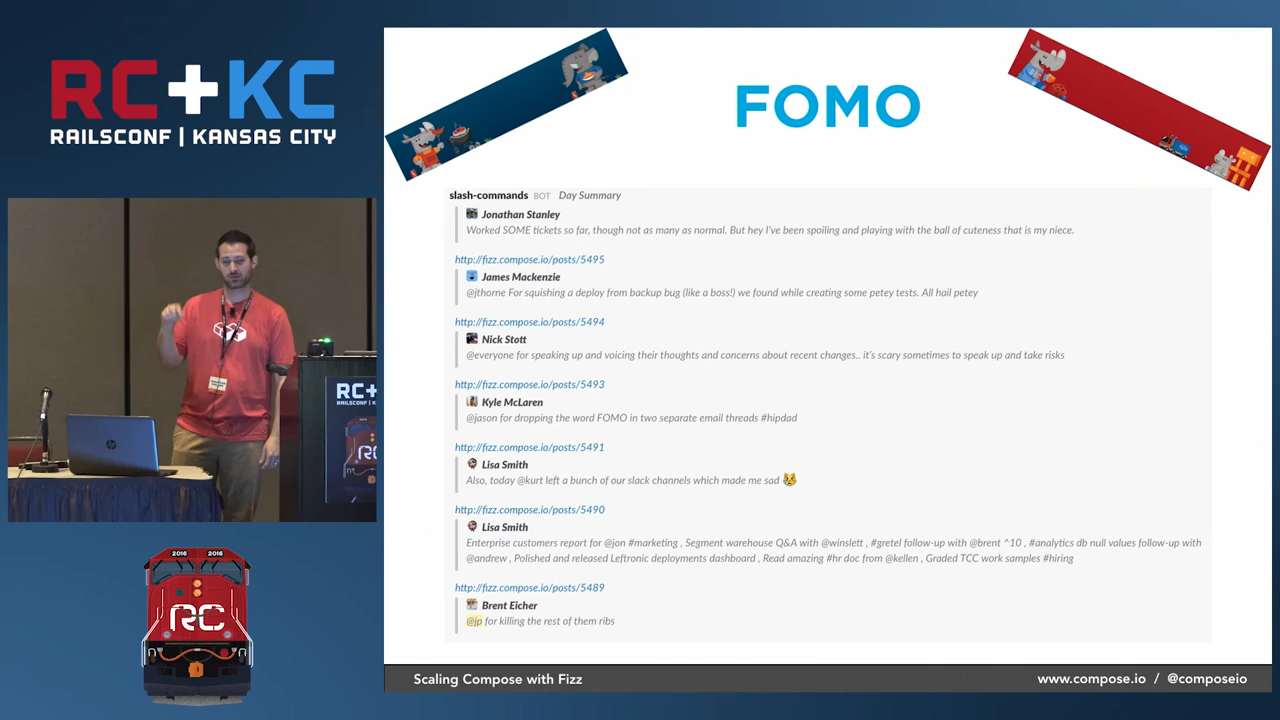 RC+KC
RAILSCONF | KANSAS CITY
FOMO
slash-commands BOT Day Summary
Jonathan Stanley
Worked SOME tickets so far, though not as many as normal. But hey I've been spoiling and playing with the ball of cuteness that is my niece.
http://fizz.compose.io/posts/5495
James Mackenzie
@jthorne For squishing a deploy from backup bug (like a boss!) we found while creating some petey tests. All hail petey
http://fizz.compose.io/posts/5494
Nick Stott
@everyone for speaking up and voicing their thoughts and concerns about recent changes.. it's scary sometimes to speak up and take risks
http://fizz.compose.io/posts/5493
Kyle McLaren
@jason for dropping the word FOMO in two separate email threads #hipdad
http://fizz.compose.io/posts/5491
Lisa Smith
Also, today @kurt left a bunch of our slack channels which made me sad
http://fizz.compose.io/posts/5490
Lisa Smith
Enterprise customers report for @jon #marketing , Segment warehouse Q&A with @winslett , #gretel follow-up with @brent ^10 , #analytics db null values follow-up with
@andrew , Polished and released Leftronic deployments dashboard , Read amazing #hr doc from @kellen , Graded TCC work samples #hiring
http://fizz.compose.io/posts/5489
Brent Eicher
@jp for killing the rest of them ribs
Scaling Compose with Fizz
www.compose.io / @composeio
hp
RC+
RAILSCONF |
RC
2016 2016
RC